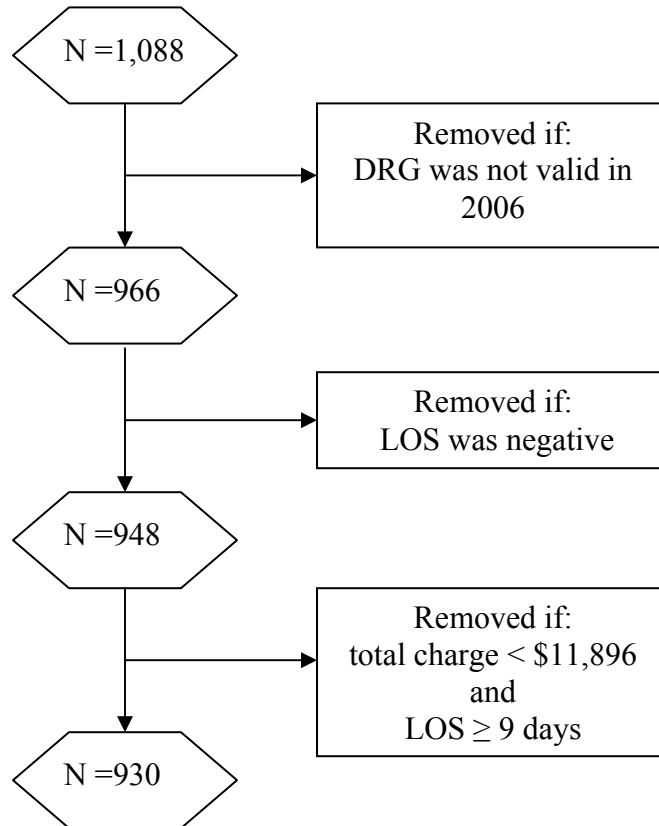 N =1,088
Removed if:
DRG was not valid in
2006
N =966
Removed if:
LOS was negative
N =948
Removed if:
total charge < $11,896
and
LOS ≥ 9 days
N =930